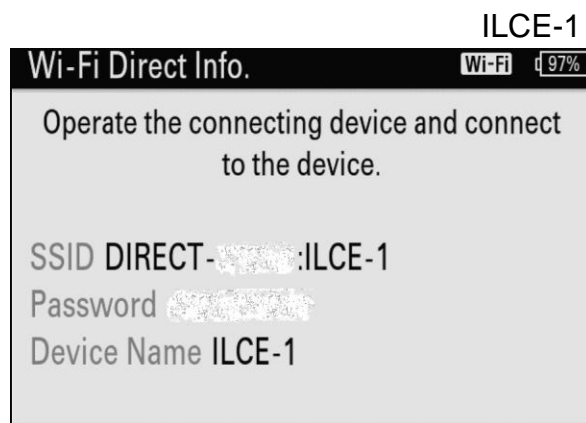 ILCE-1
Wi-Fi Direct Info. Wi-Fi 97%
Operate the connecting device and connect
to the device.
SSID DIRECT- :ILCE-1
Password
Device Name ILCE-1